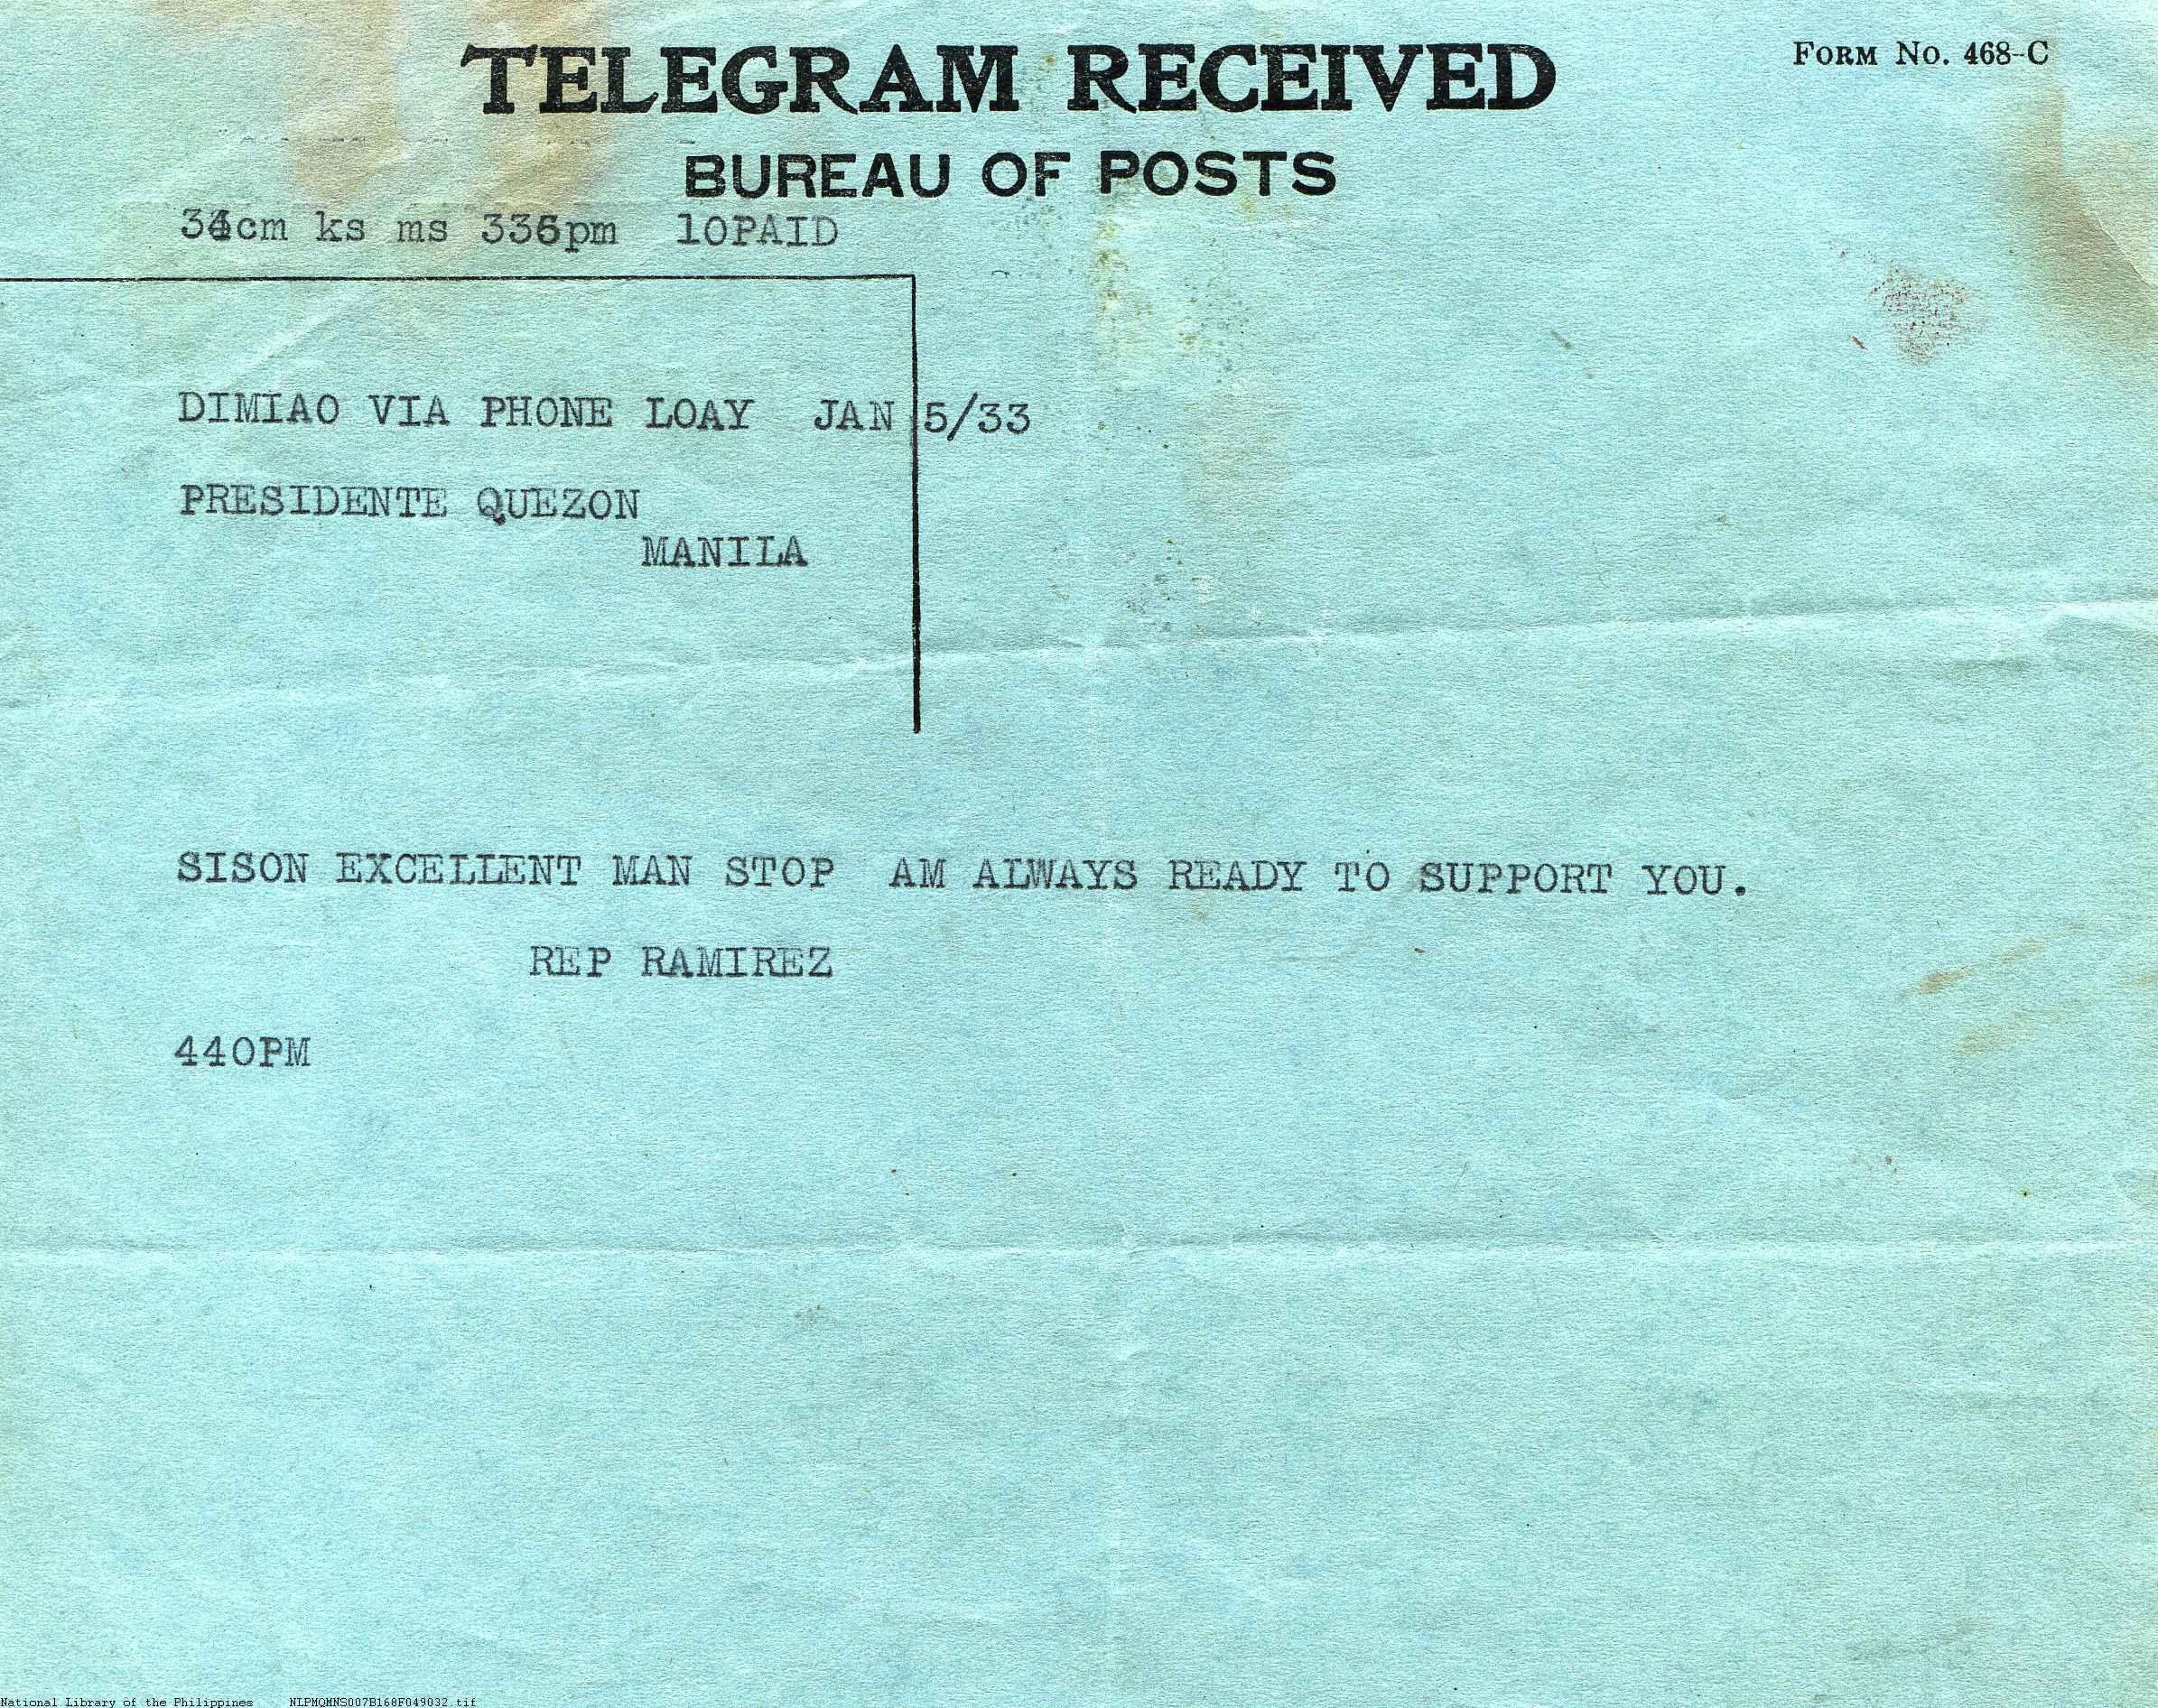 FORM No. 468-C
TELEGRAM RECEIVED
BUREAU OF POSTS
34cm ks ms 336pm 10PAID
DIMIAO VIA PHONE LOAY JAN 5/33
PRESIDENTE QUEZON
MANILA
SISON EXCELLENT MAN STOP AM ALWAYS READY TO SUPPORT YOU.
REP RAMIREZ
440PM
National Library of the Philippines NLPMQMNS007B168F049032.tif